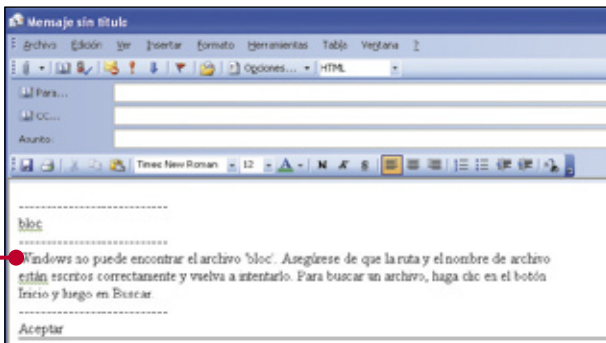 Mensaje sin título
Archivo Edición Ver Insertar Formato Herramientas Tabla Ventana ?
Opciones... HTML
Para...
CC...
Asunto:
Times New Roman 12 A N K S
---------------------------
bloc
---------------------------
Windows no puede encontrar el archivo 'bloc'. Asegúrese de que la ruta y el nombre de archivo
están escritos correctamente y vuelva a intentarlo. Para buscar un archivo, haga clic en el botón
Inicio y luego en Buscar.
---------------------------
Aceptar